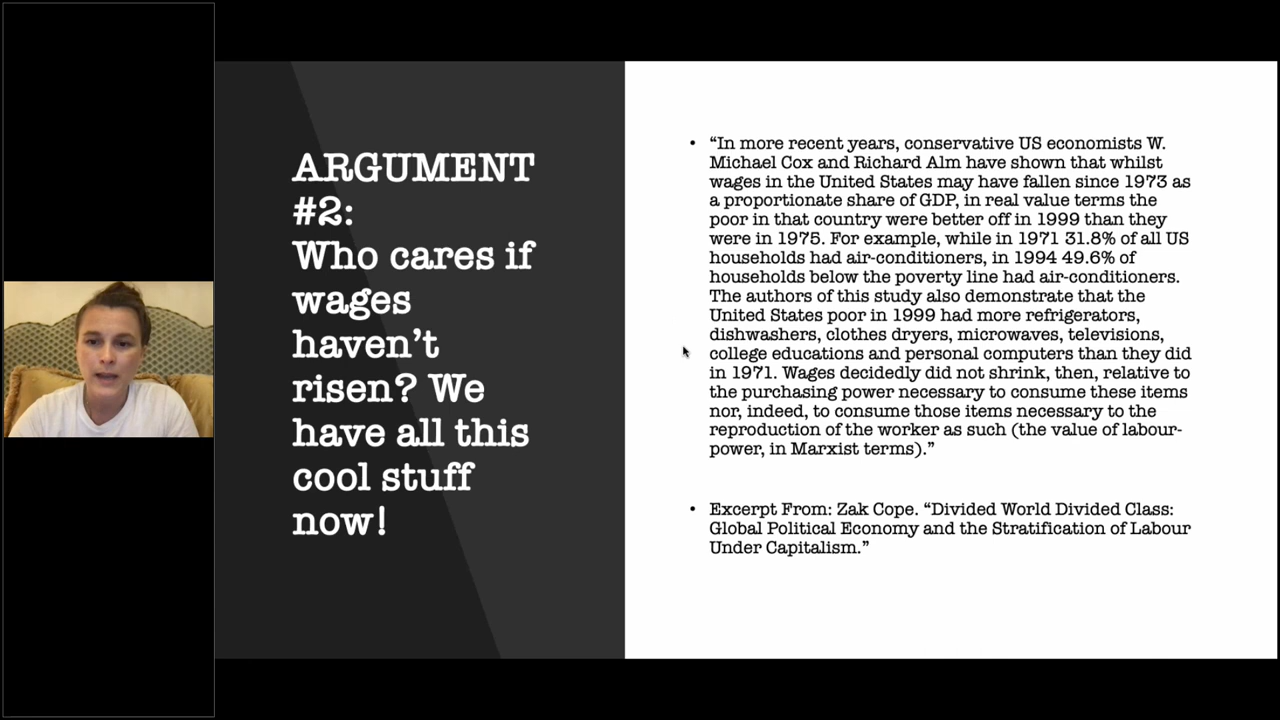 ARGUMENT
#2:
Who cares if
wages
haven’t
risen? We
have all this
cool stuff
now!
• “In more recent years, conservative US economists W.
Michael Cox and Richard Alm have shown that whilst
wages in the United States may have fallen since 1973 as
a proportionate share of GDP, in real value terms the
poor in that country were better off in 1999 than they
were in 1975. For example, while in 1971 31.8% of all US
households had air-conditioners, in 1994 49.6% of
households below the poverty line had air-conditioners.
The authors of this study also demonstrate that the
United States poor in 1999 had more refrigerators,
dishwashers, clothes dryers, microwaves, televisions,
college educations and personal computers than they did
in 1971. Wages decidedly did not shrink, then, relative to
the purchasing power necessary to consume these items
nor, indeed, to consume those items necessary to the
reproduction of the worker as such (the value of labour-
power, in Marxist terms).”
• Excerpt From: Zak Cope. “Divided World Divided Class:
Global Political Economy and the Stratification of Labour
Under Capitalism.”